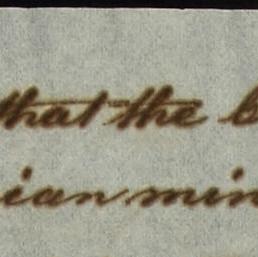 that the b
ian min